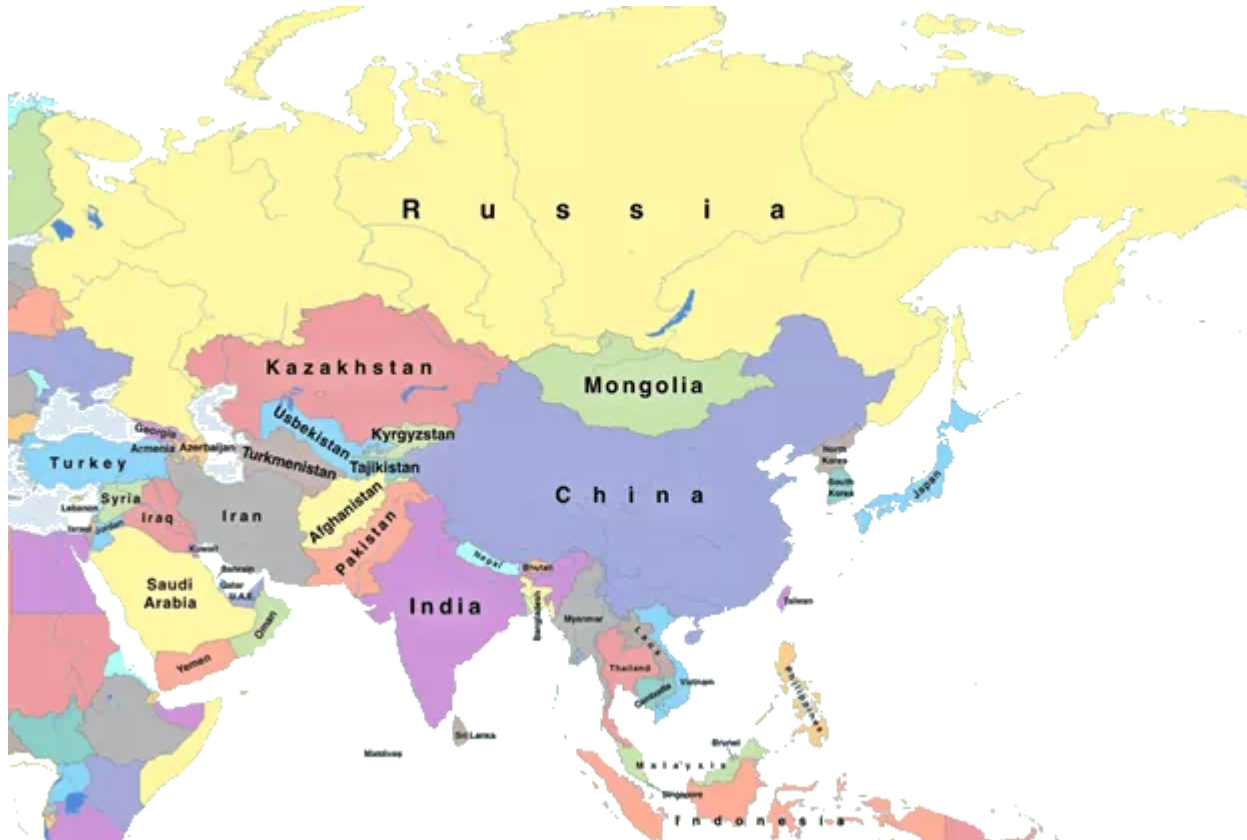 Russia
Kazakhstan
Mongolia
Usbekistan
Kyrgyzstan
Georgia
Armenia
Azerbaijan
Turkmenistan
Tajikistan
Turkey
North
Korea
South
Korea
Japan
China
Syria
Lebanon
Iraq
Iran
Afghanistan
Israel
Jordan
Pakistan
Kuwait
Nepal
Bhutan
Bahrain
Qatar
U.A.E.
Saudi
Arabia
India
Bangladesh
Myanmar
Taiwan
Oman
Laos
Yemen
Thailand
Vietnam
Cambodia
Philippines
Sri Lanka
Maldives
Brunei
Malaysia
Singapore
Indonesia